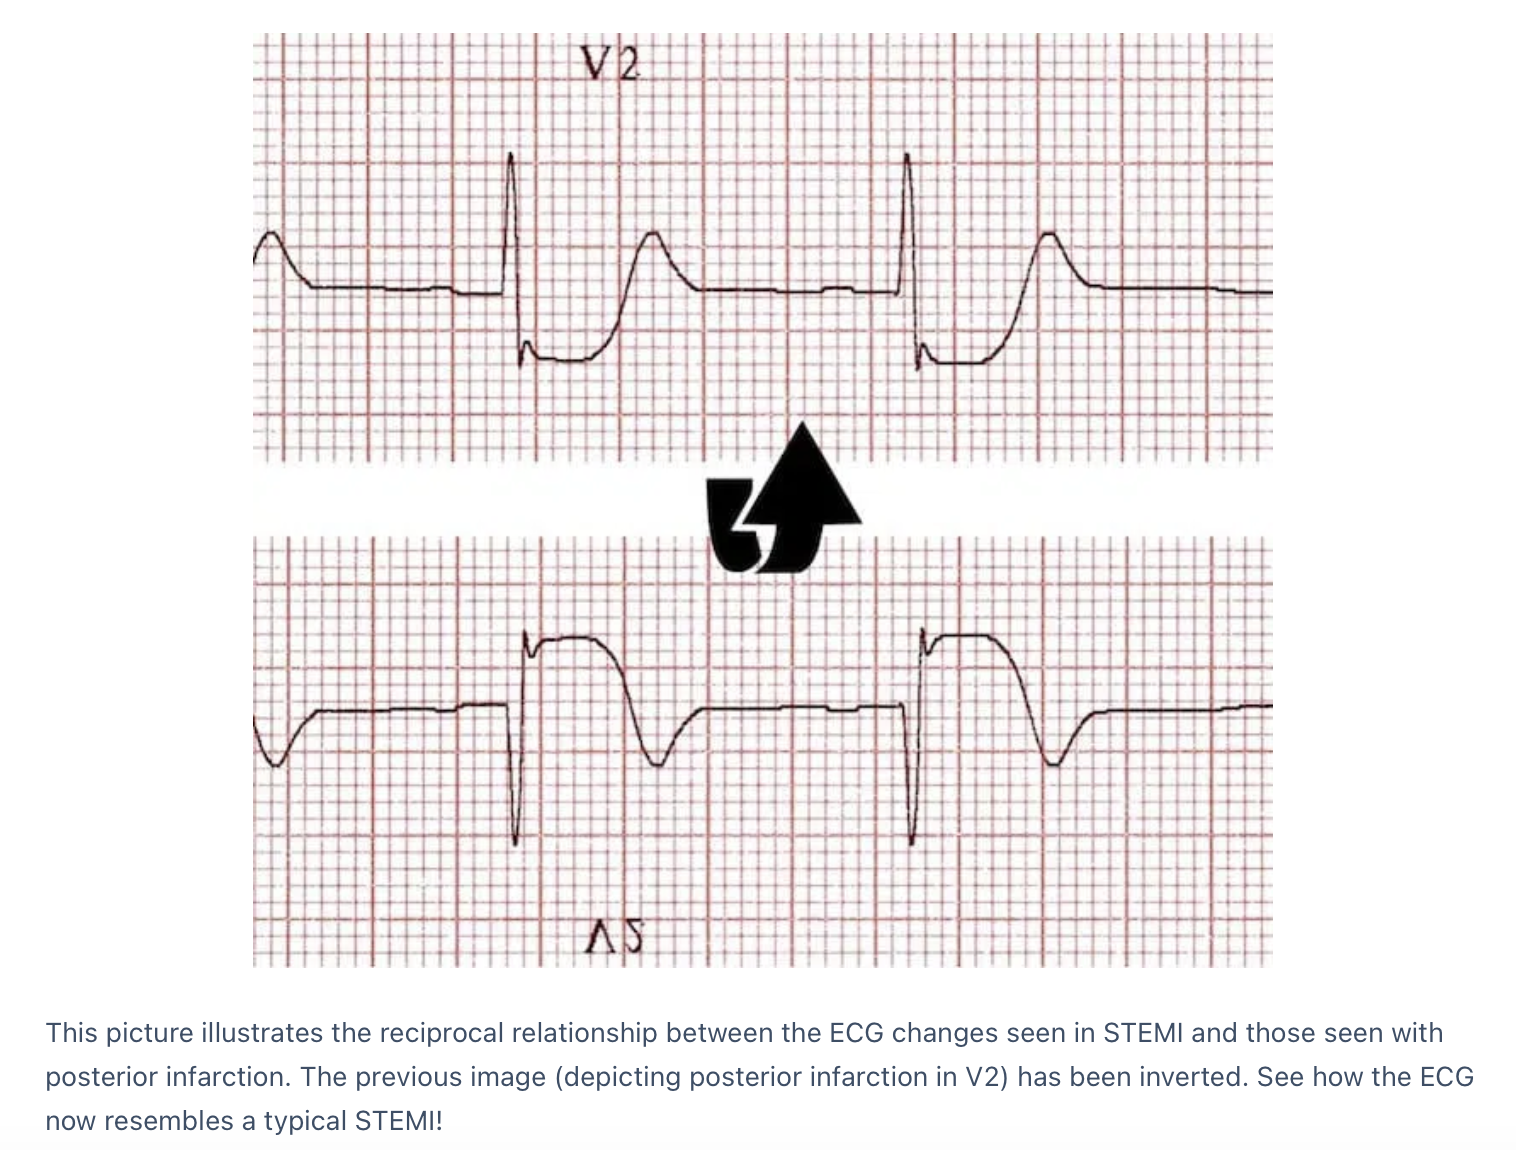 V2
V2
This picture illustrates the reciprocal relationship between the ECG changes seen in STEMI and those seen with
posterior infarction. The previous image (depicting posterior infarction in V2) has been inverted. See how the ECG
now resembles a typical STEMI!